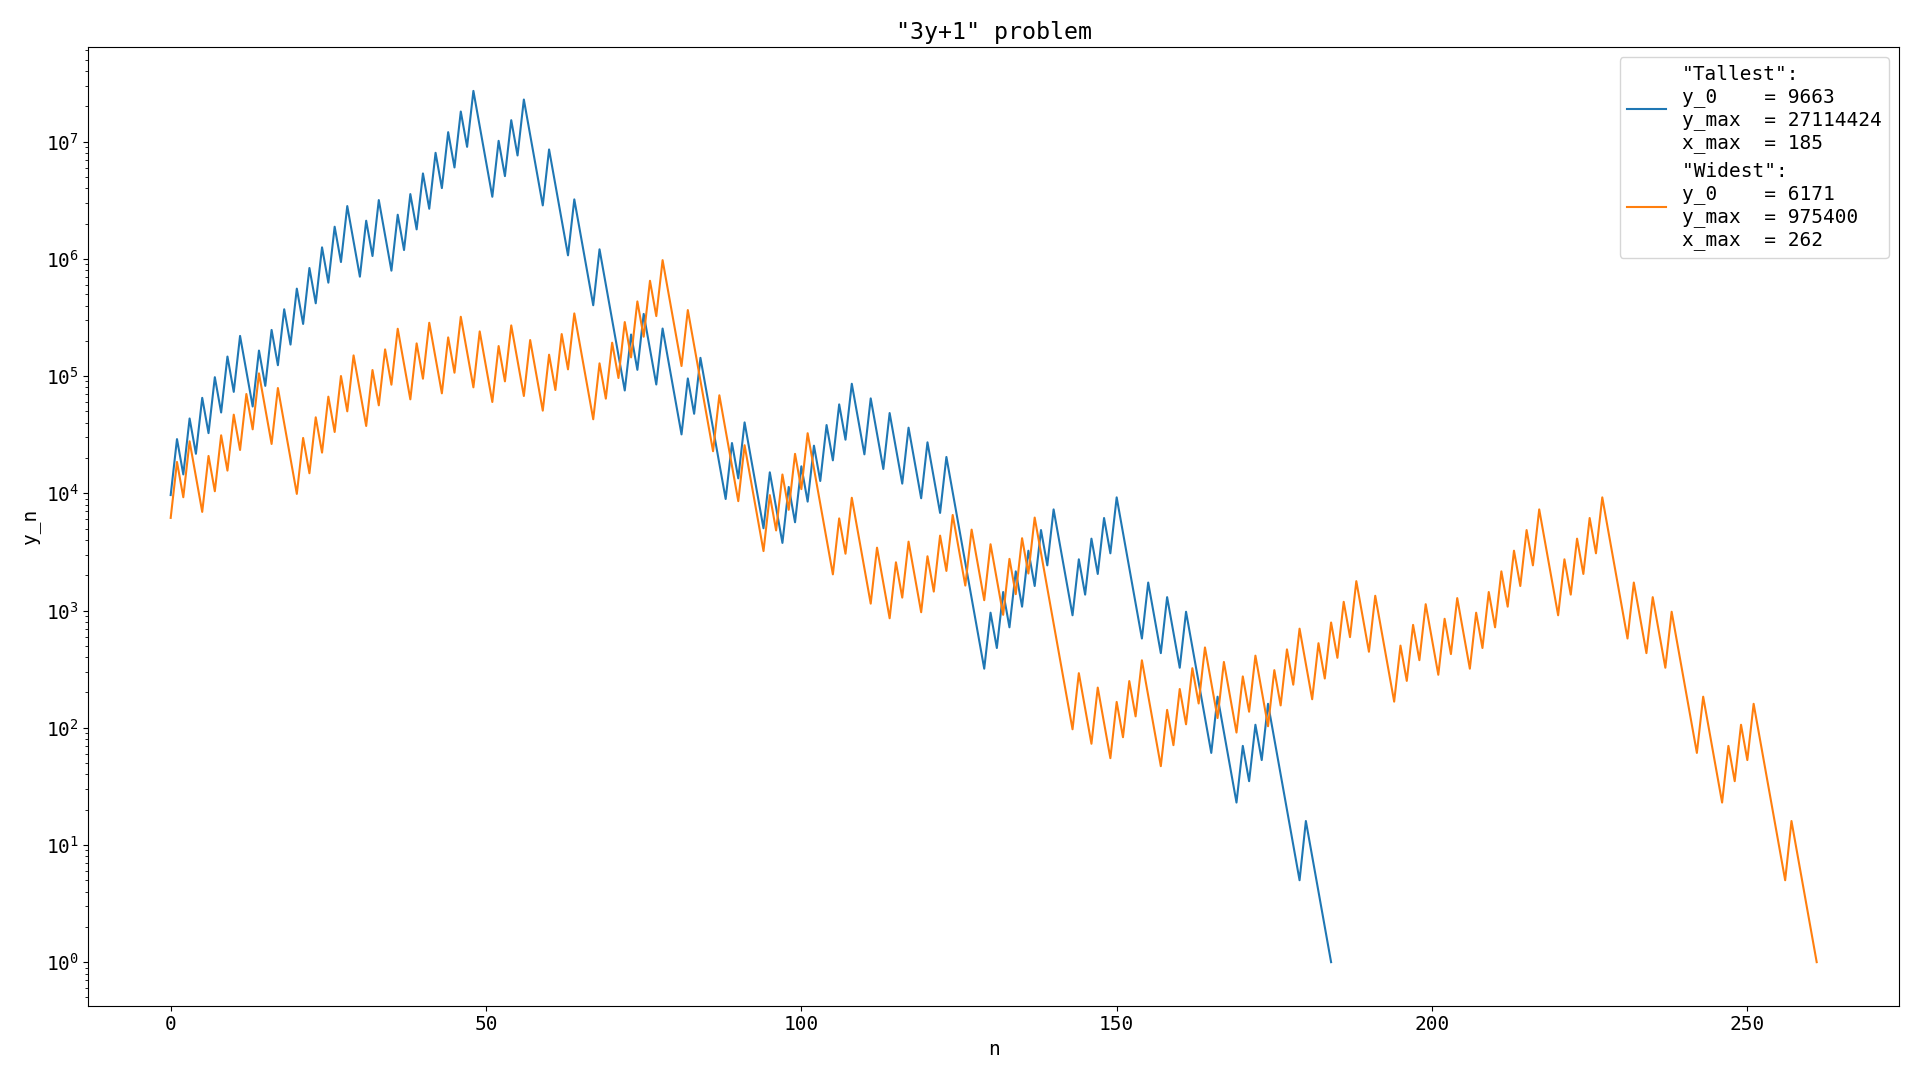 "3y+1" problem
"Tallest":
y_0    = 9663
y_max  = 27114424
x_max  = 185
"Widest":
y_0    = 6171
y_max  = 975400
x_max  = 262
y_n
10^7
10^6
10^5
10^4
10^3
10^2
10^1
10^0
0 50 100 150 200 250
n